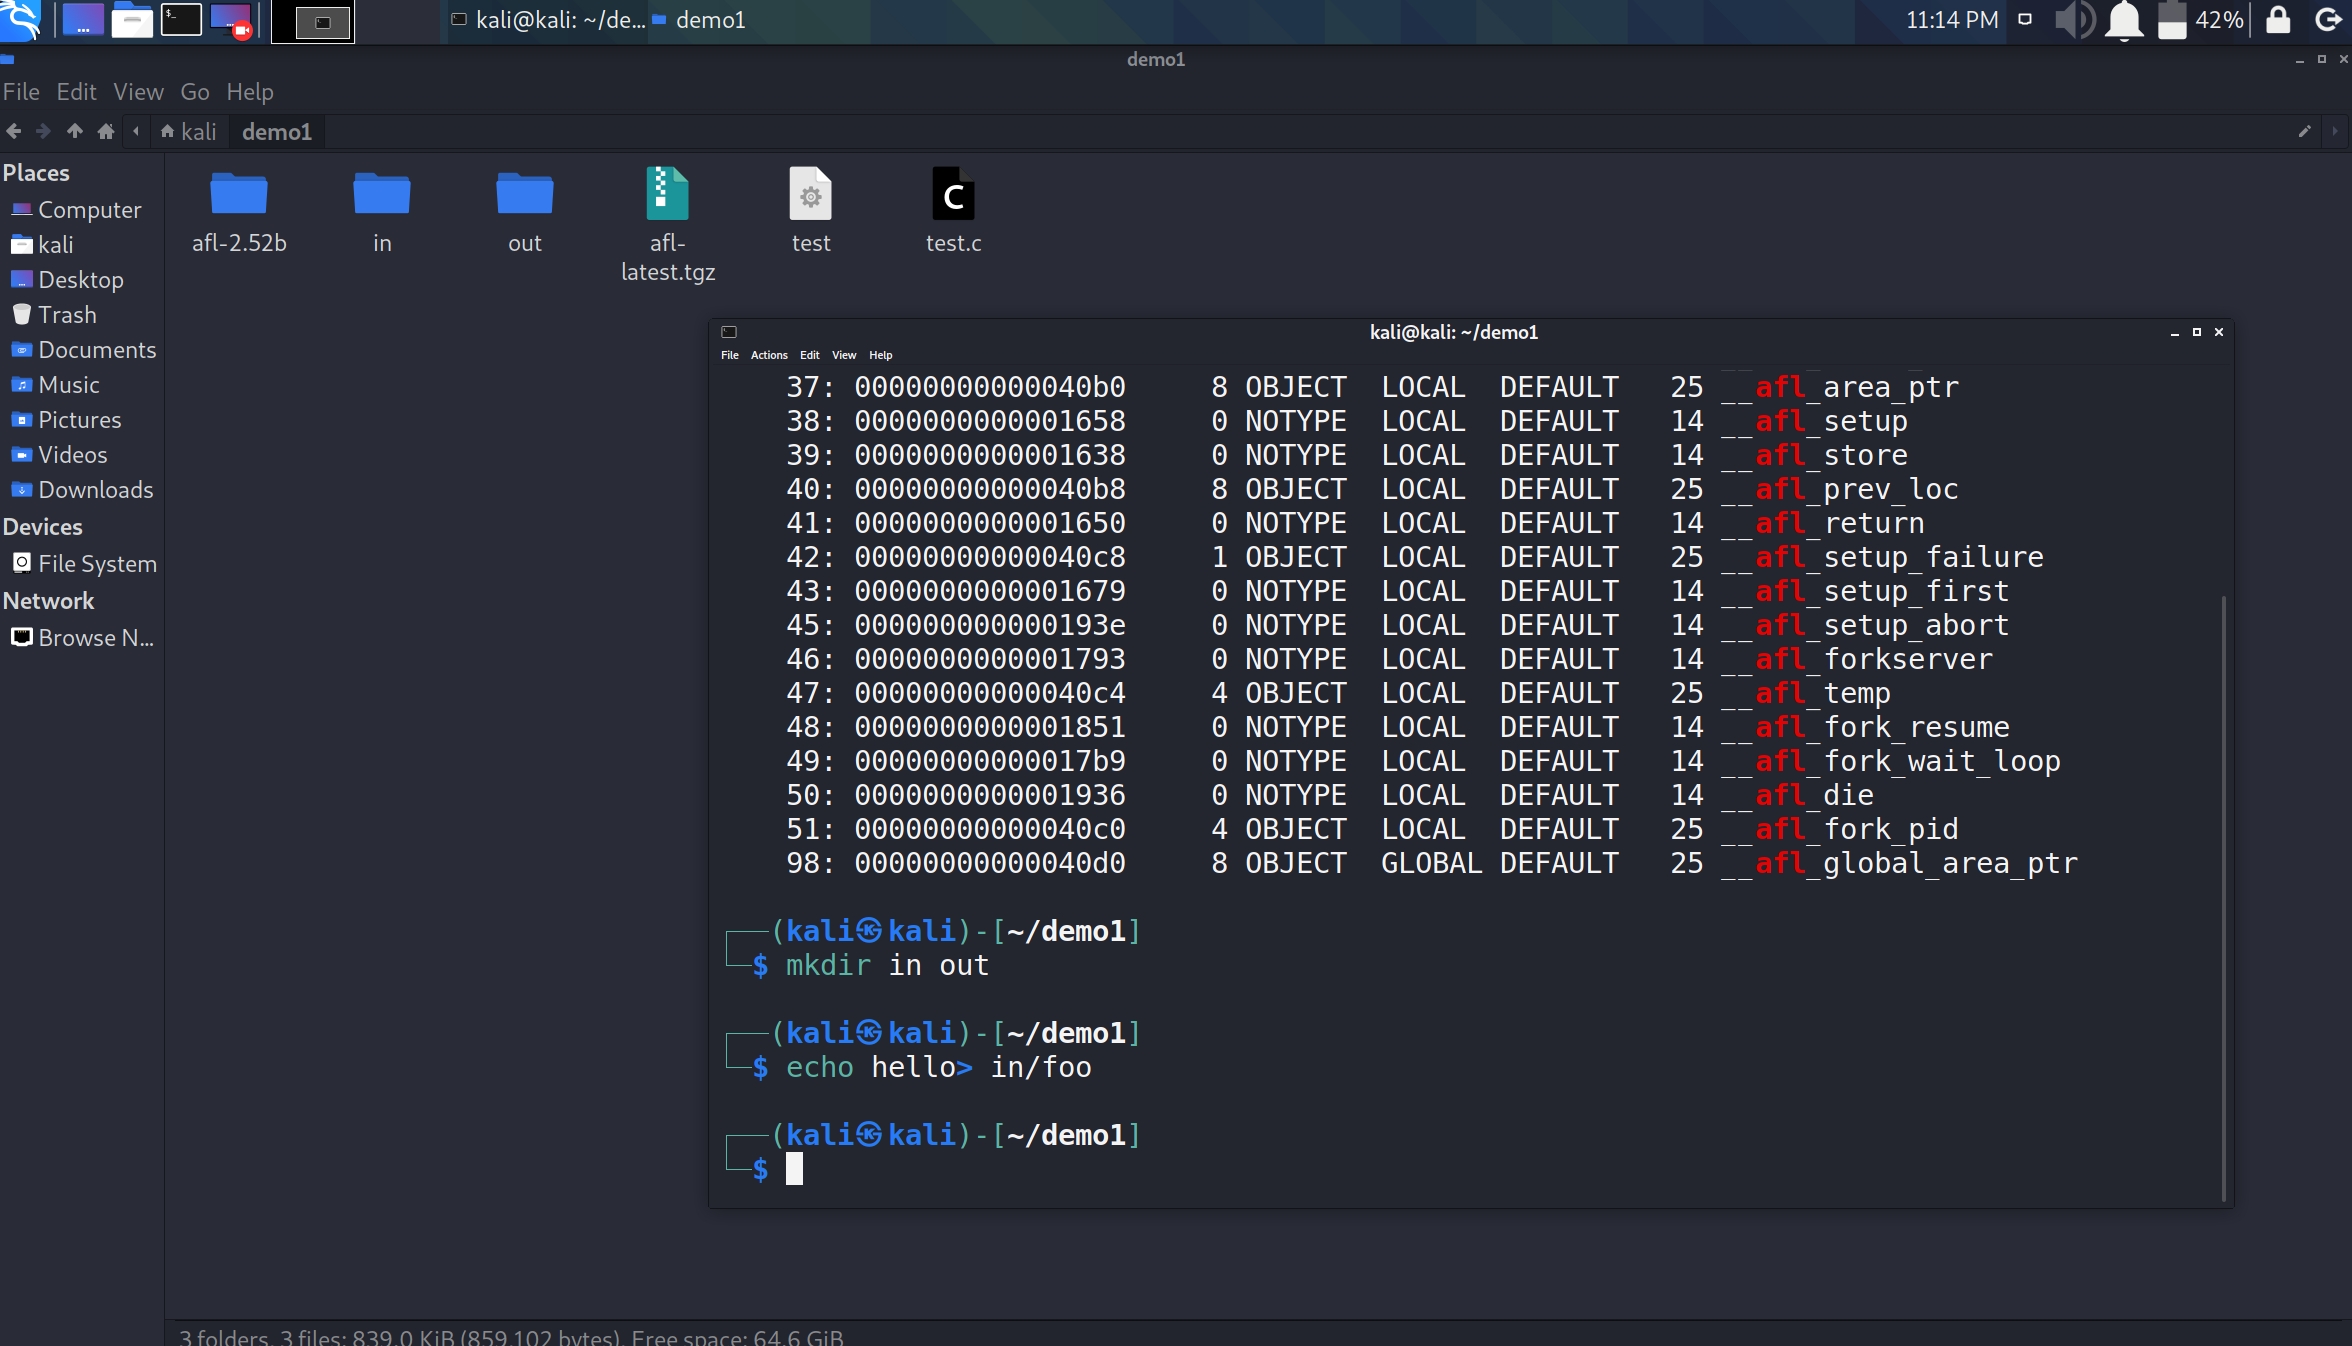 kali@kali: ~/de...
demo1
11:14 PM
42%
demo1
File Edit View Go Help
kali demo1
Places
Computer
kali
Desktop
Trash
Documents
Music
Pictures
Videos
Downloads
Devices
File System
Network
Browse N...
afl-2.52b
in
out
afl-
latest.tgz
test
C
test.c
kali@kali: ~/demo1
File Actions Edit View Help
37: 00000000000040b0 8 OBJECT LOCAL DEFAULT 25 __afl_area_ptr
38: 0000000000001658 0 NOTYPE LOCAL DEFAULT 14 __afl_setup
39: 0000000000001638 0 NOTYPE LOCAL DEFAULT 14 __afl_store
40: 00000000000040b8 8 OBJECT LOCAL DEFAULT 25 __afl_prev_loc
41: 0000000000001650 0 NOTYPE LOCAL DEFAULT 14 __afl_return
42: 00000000000040c8 1 OBJECT LOCAL DEFAULT 25 __afl_setup_failure
43: 0000000000001679 0 NOTYPE LOCAL DEFAULT 14 __afl_setup_first
45: 000000000000193e 0 NOTYPE LOCAL DEFAULT 14 __afl_setup_abort
46: 0000000000001793 0 NOTYPE LOCAL DEFAULT 14 __afl_forkserver
47: 00000000000040c4 4 OBJECT LOCAL DEFAULT 25 __afl_temp
48: 0000000000001851 0 NOTYPE LOCAL DEFAULT 14 __afl_fork_resume
49: 00000000000017b9 0 NOTYPE LOCAL DEFAULT 14 __afl_fork_wait_loop
50: 0000000000001936 0 NOTYPE LOCAL DEFAULT 14 __afl_die
51: 00000000000040c0 4 OBJECT LOCAL DEFAULT 25 __afl_fork_pid
98: 00000000000040d0 8 OBJECT GLOBAL DEFAULT 25 __afl_global_area_ptr
┌──(kali㉿kali)-[~/demo1]
└─$ mkdir in out
┌──(kali㉿kali)-[~/demo1]
└─$ echo hello> in/foo
┌──(kali㉿kali)-[~/demo1]
└─$
3 folders, 3 files: 839.0 KiB (859,102 bytes), Free space: 64.6 GiB